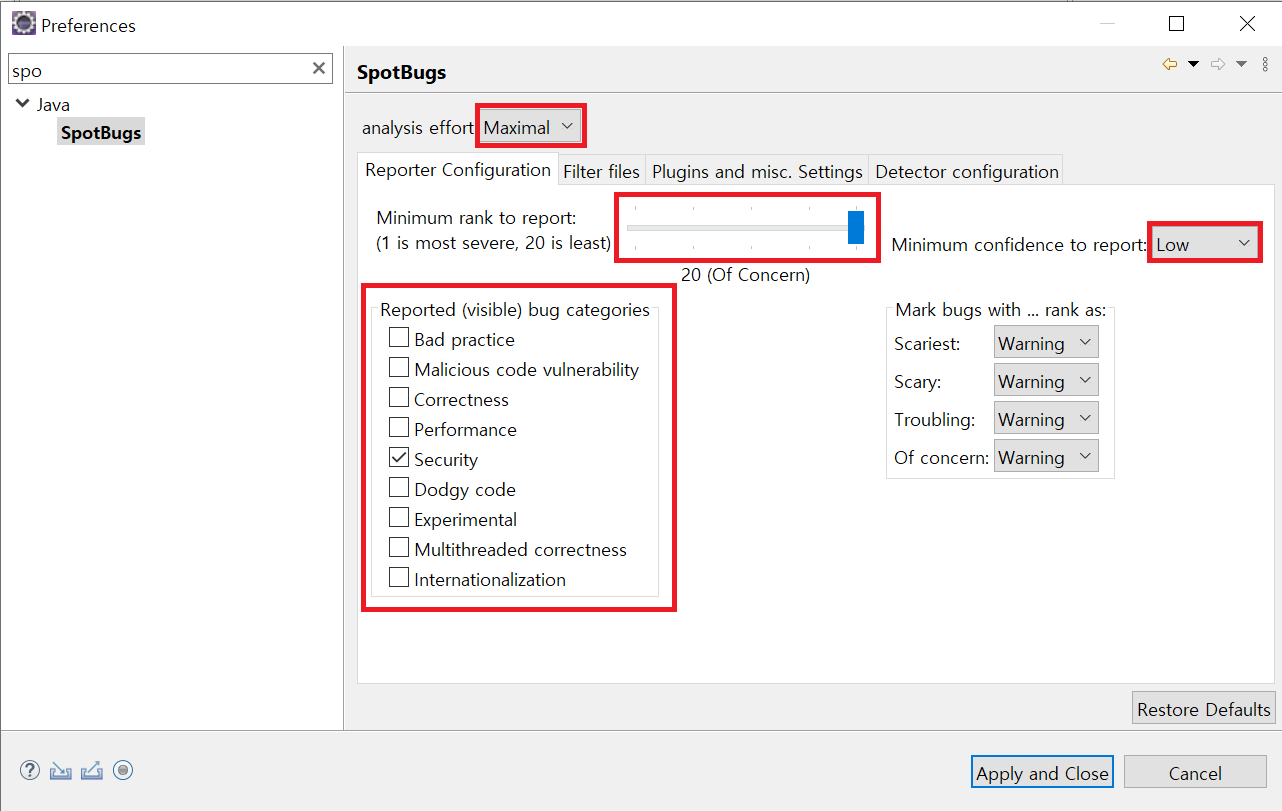 Preferences
spo
Java
SpotBugs
SpotBugs
analysis effort Maximal
Reporter Configuration Filter files Plugins and misc. Settings Detector configuration
Minimum rank to report:
(1 is most severe, 20 is least)
20 (Of Concern)
Minimum confidence to report: Low
Reported (visible) bug categories
Bad practice
Malicious code vulnerability
Correctness
Performance
Security
Dodgy code
Experimental
Multithreaded correctness
Internationalization
Mark bugs with ... rank as:
Scariest: Warning
Scary: Warning
Troubling: Warning
Of concern: Warning
Restore Defaults
Apply and Close Cancel